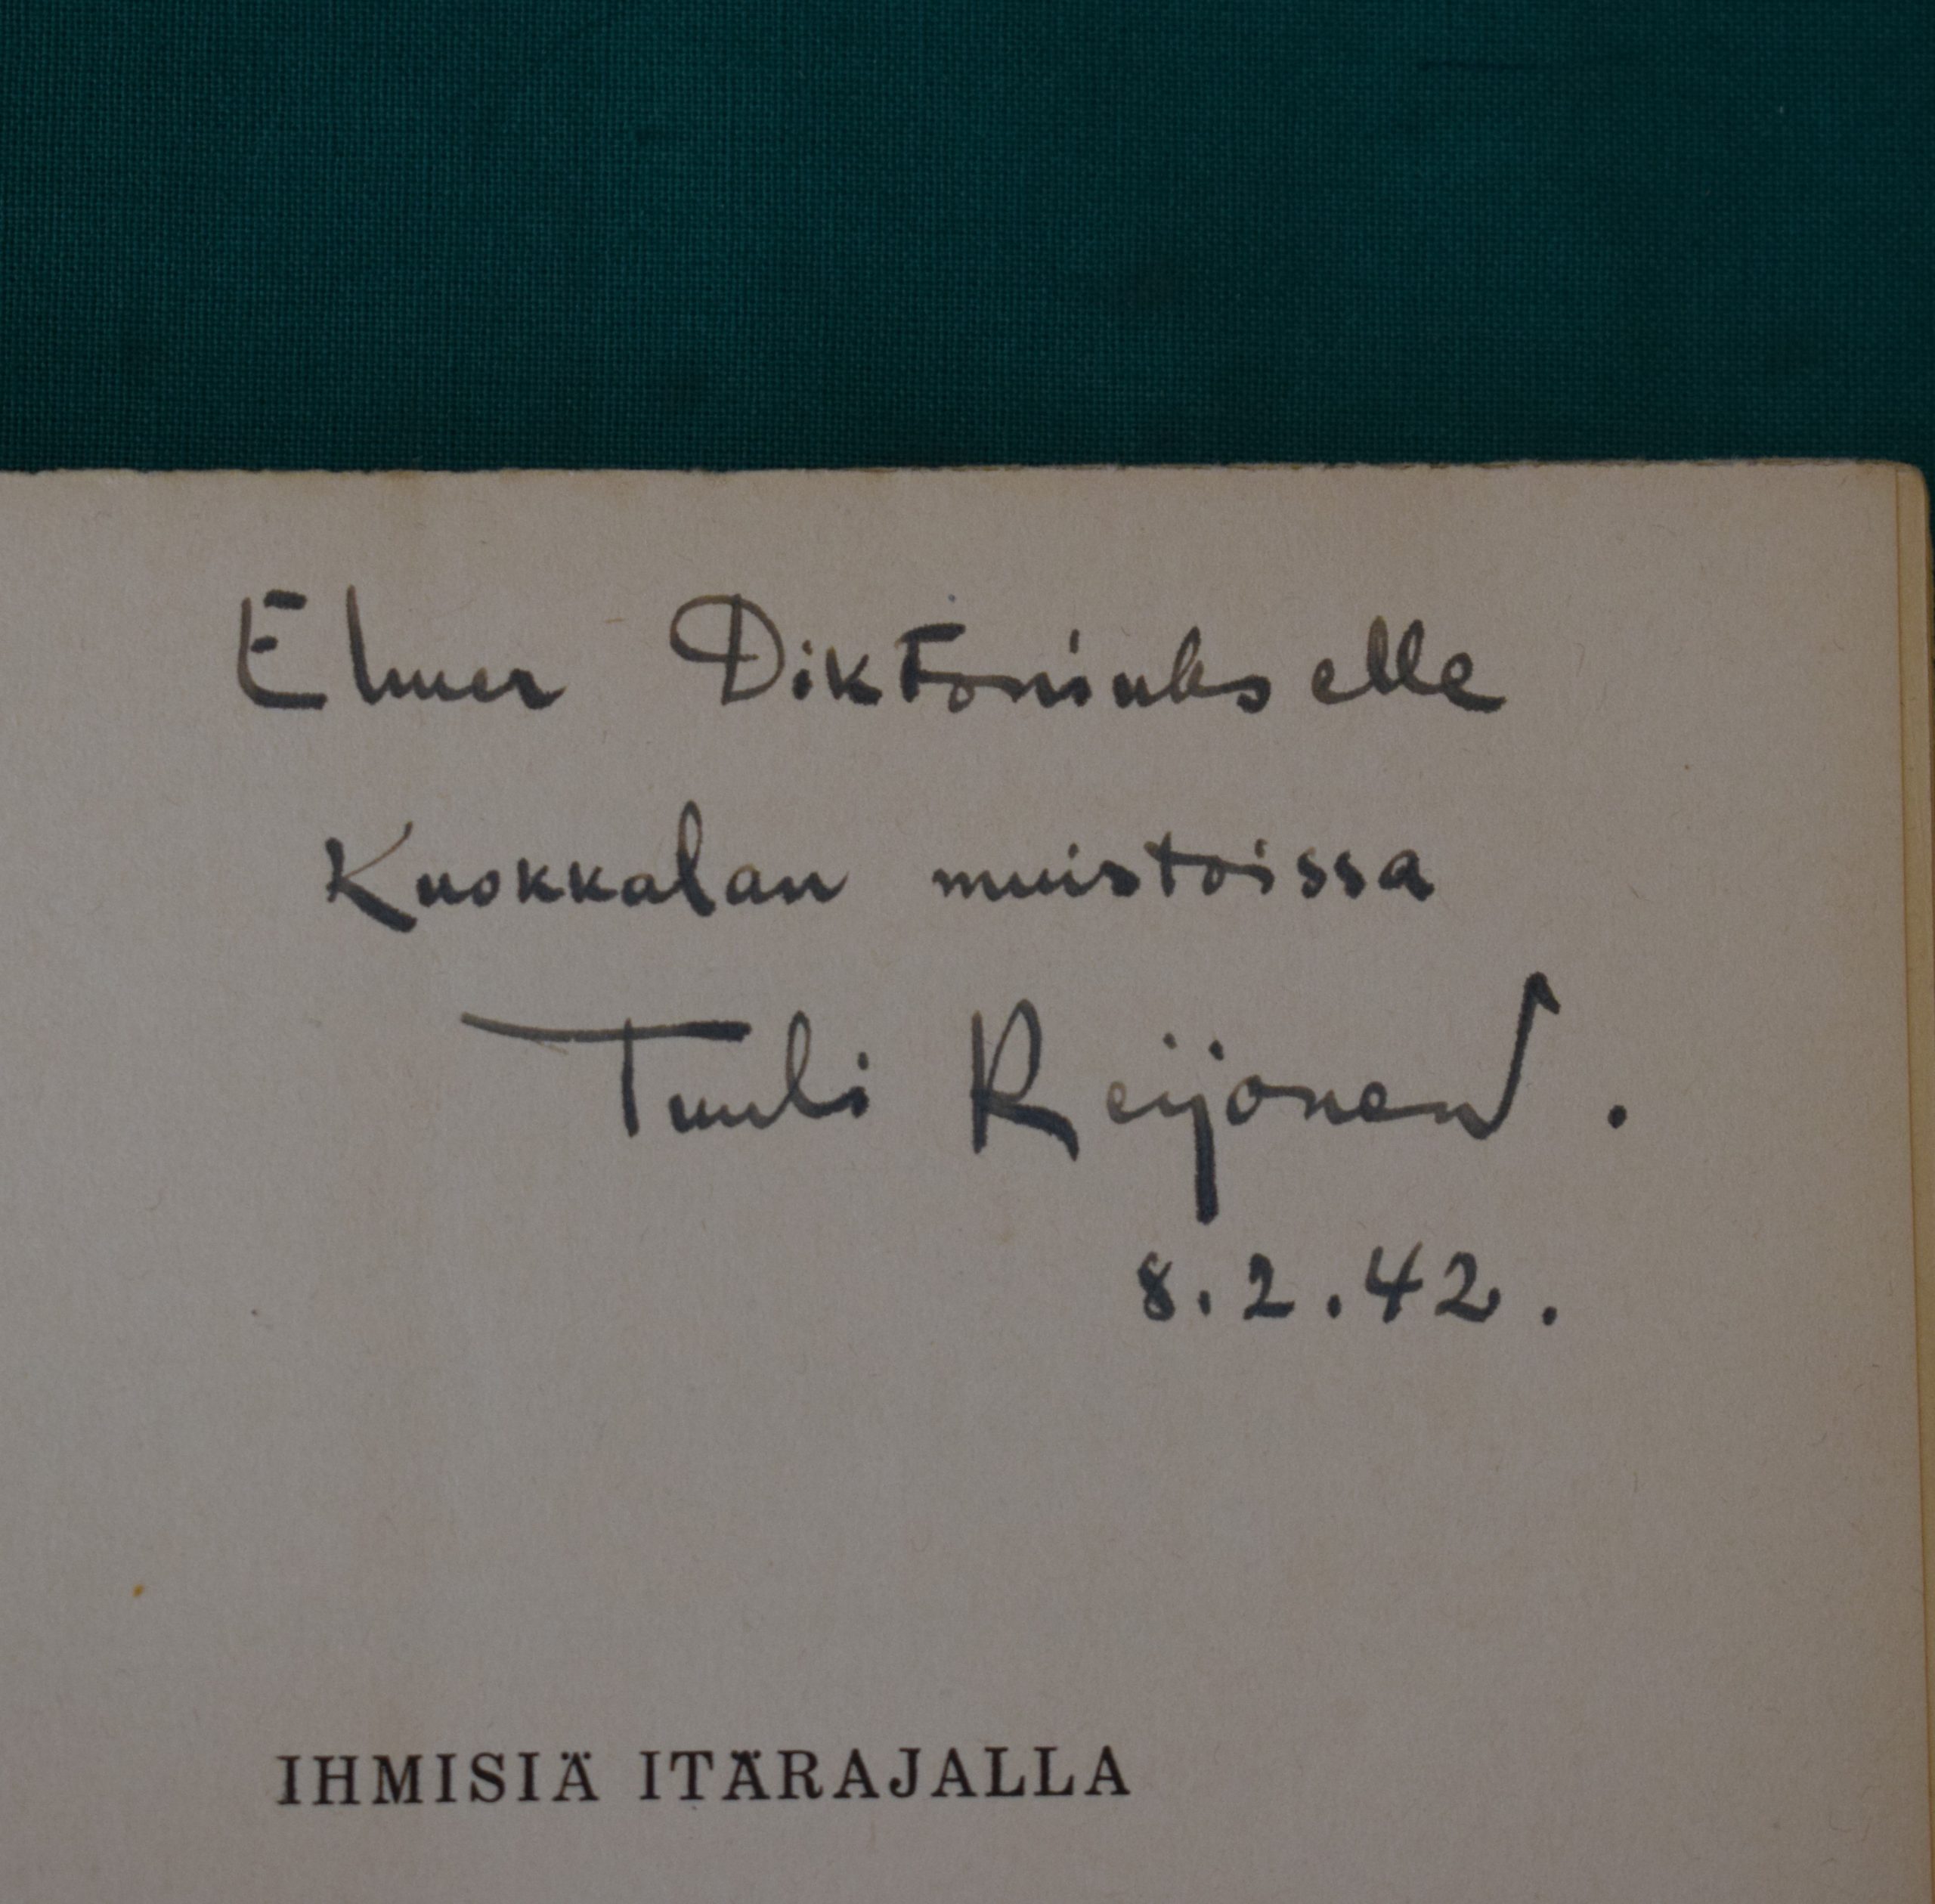 Elmer Diktoniukselle
Kuokkalan muistoissa
Tuuli Reijonen.
8.2.42.
IHMISIÄ ITÄRAJALLA